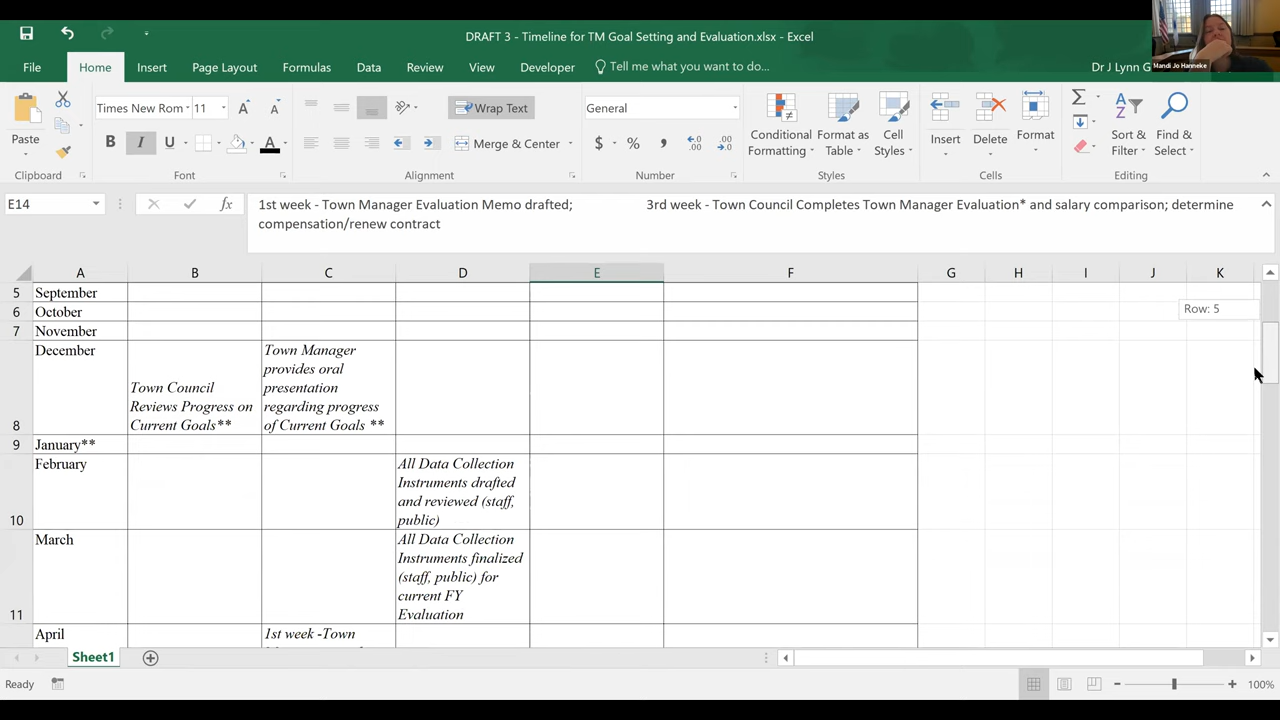 DRAFT 3 - Timeline for TM Goal Setting and Evaluation.xlsx - Excel
Dr J Lynn G
Mandi Jo Hanneke
File Home Insert Page Layout Formulas Data Review View Developer Tell me what you want to do...
Times New Rom 11
Wrap Text
General
Paste
B I U
Merge & Center
$ % ,
Conditional
Formatting
Format as
Table
Cell
Styles
Insert
Delete
Format
Sort &
Filter
Find &
Select
Clipboard Font Alignment Number Styles Cells Editing
E14
fx
1st week - Town Manager Evaluation Memo drafted; 3rd week - Town Council Completes Town Manager Evaluation* and salary comparison; determine
compensation/renew contract
A B C D E F G H I J K
5 September
6 October
7 November
8 December
Town Council
Reviews Progress on
Current Goals**
Town Manager
provides oral
presentation
regarding progress
of Current Goals **
9 January**
10 February
All Data Collection
Instruments drafted
and reviewed (staff,
public)
11 March
All Data Collection
Instruments finalized
(staff, public) for
current FY
Evaluation
April
1st week -Town
Row: 5
Sheet1
Ready
100%